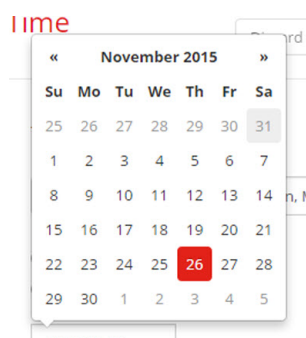 Time
« November 2015 »
Su Mo Tu We Th Fr Sa
25 26 27 28 29 30 31
1 2 3 4 5 6 7
8 9 10 11 12 13 14
15 16 17 18 19 20 21
22 23 24 25 26 27 28
29 30 1 2 3 4 5